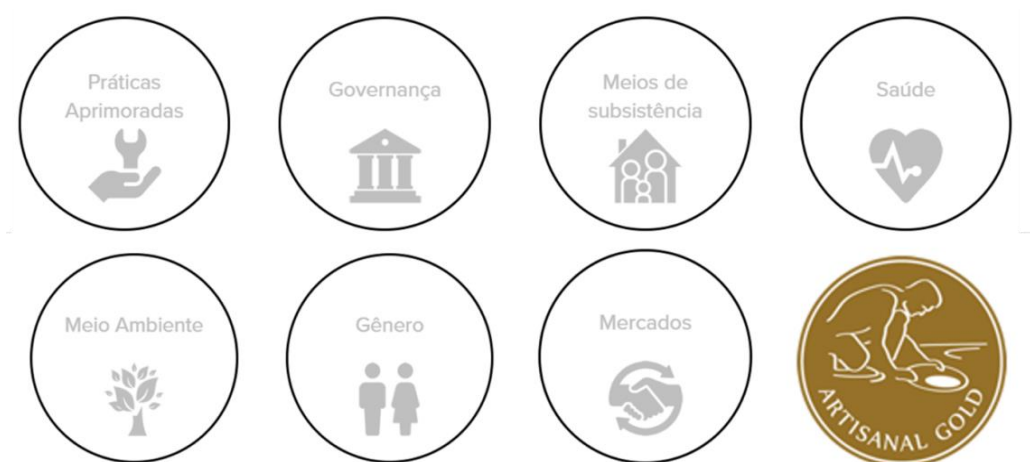 Práticas
Aprimoradas
Governança
Meios de
subsistência
Saúde
Meio Ambiente
Gênero
Mercados
ARTISANAL GOLD